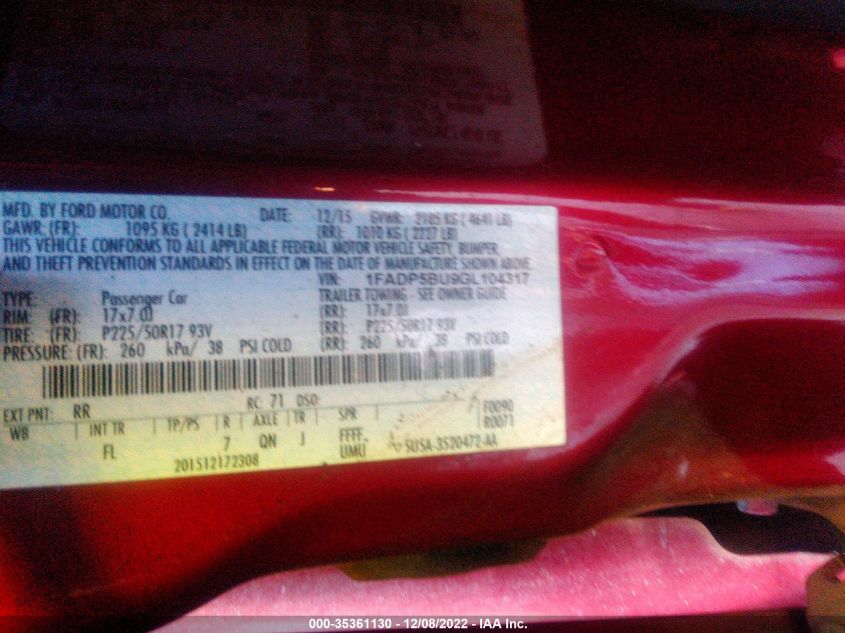 MFD. BY FORD MOTOR CO. DATE: 12/15 GVWR: 2105 KG ( 4641 LB)
GAWR: (FR): 1095 KG ( 2414 LB) (RR): 1010 KG ( 2227 LB)
THIS VEHICLE CONFORMS TO ALL APPLICABLE FEDERAL MOTOR VEHICLE SAFETY, BUMPER,
AND THEFT PREVENTION STANDARDS IN EFFECT ON THE DATE OF MANUFACTURE SHOWN ABOVE.
VIN: 1FADP5BU9GL104317
TYPE: Passenger Car TRAILER TOWING - SEE OWNER GUIDE
RIM: (FR): 17x7.0J (RR): 17x7.0J
TIRE: (FR): P225/50R17 93V (RR): P225/50R17 93V
PRESSURE: (FR): 260 kPa/ 38 PSI COLD (RR): 260 kPa/ 38 PSI COLD
EXT PNT: RR RC: 71 DSO: F0090
WB INT TR TP/PS R AXLE TR SPR R0071
FL 7 QN J FFFF
UMU 5U5A-3520472-AA
201512172308
000-35361130 - 12/08/2022 - IAA Inc.